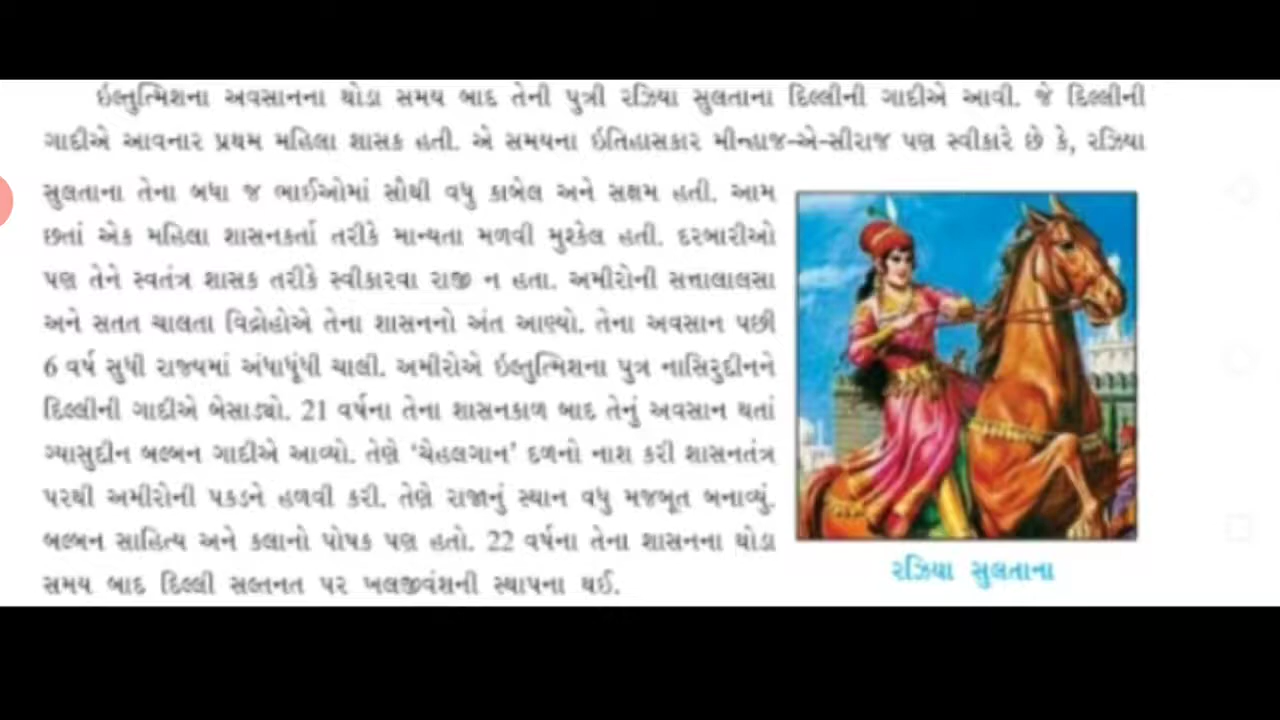 ઇલ્તુત્મિશના અવસાનના થોડા સમય બાદ તેની પુત્રી રઝિયા સુલતાના દિલ્લીની ગાદીએ આવી. જે દિલ્લીની
ગાદીએ આવનાર પ્રથમ મહિલા શાસક હતી. એ સમયના ઇતિહાસકાર મીન્હાજ-એ-સીરાજ પણ સ્વીકારે છે કે, રઝિયા
સુલતાના તેના બધા જ ભાઈઓમાં સૌથી વધુ કાબેલ અને સક્ષમ હતી. આમ
છતાં એક મહિલા શાસનકર્તા તરીકે માન્યતા મળવી મુશ્કેલ હતી. દરબારીઓ
પણ તેને સ્વતંત્ર શાસક તરીકે સ્વીકારવા રાજી ન હતા. અમીરોની સત્તાલાલસા
અને સતત ચાલતા વિદ્રોહોએ તેના શાસનનો અંત આણ્યો. તેના અવસાન પછી
6 વર્ષ સુધી રાજ્યમાં અંધાધૂંધી ચાલી. અમીરોએ ઇલ્તુત્મિશના પુત્ર નાસિરુદીનને
દિલ્લીની ગાદીએ બેસાડ્યો. 21 વર્ષના તેના શાસનકાળ બાદ તેનું અવસાન થતાં
ગ્યાસુદીન બલ્બન ગાદીએ આવ્યો. તેણે ‘ચેહલગાન’ દળનો નાશ કરી શાસનતંત્ર
પરથી અમીરોની પકડને હળવી કરી. તેણે રાજાનું સ્થાન વધુ મજબૂત બનાવ્યું.
બલ્બન સાહિત્ય અને કલાનો પોષક પણ હતો. 22 વર્ષના તેના શાસનના થોડા
સમય બાદ દિલ્લી સલ્તનત પર ખલજીવંશની સ્થાપના થઈ.
રઝિયા સુલતાના